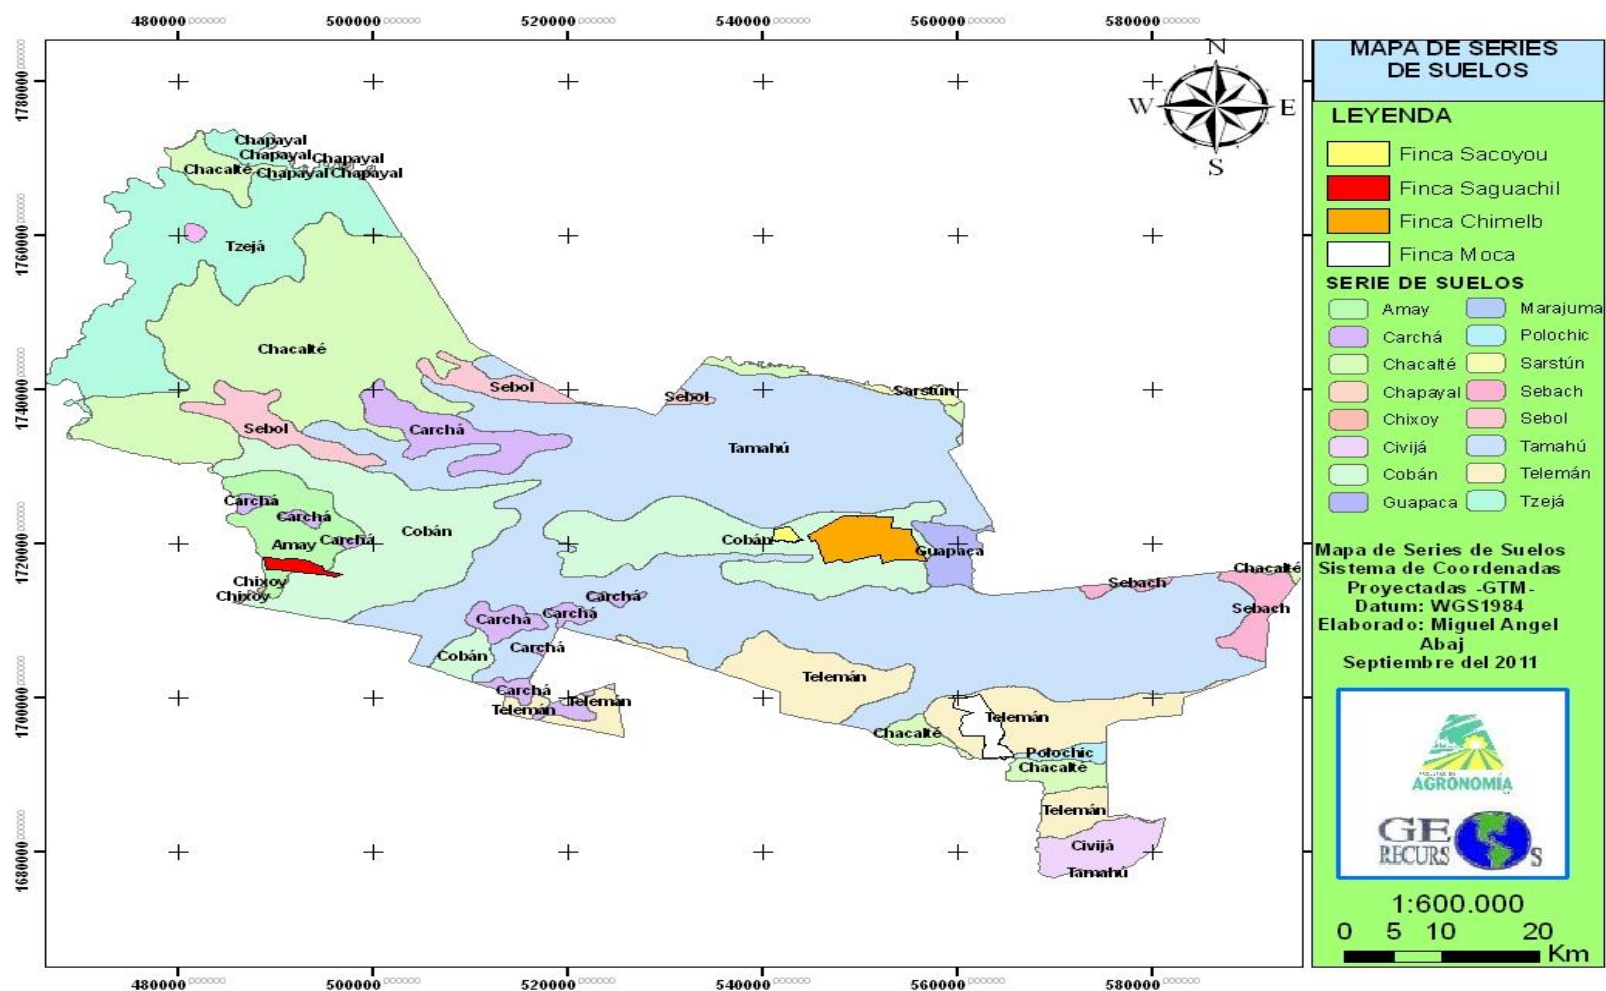 480000 500000 520000 540000 560000 580000
1780000
1760000
1740000
1720000
1700000
1680000
N
W E
S
Chapayal
Chapayal Chapayal
Chacalté Chapayal Chapayal
Tzejá
Chacalté
Sebol
Sebol
Sarstún
Sebol
Carchá
Tamahú
Carchá
Carchá
Cobán
Carchá
Amay
Cobán
Guapaca
Chixoy
Chixoy
Chacalté
Sebach
Sebach
Carchá
Carchá
Carchá
Carchá
Cobán
Carchá
Telemán
Telemán
Telemán
Telemán
Chacalté
Polochic
Chacalté
Telemán
Civijá
Tamahú
480000 500000 520000 540000 560000 580000
MAPA DE SERIES
DE SUELOS
LEYENDA
Finca Sacoyou
Finca Saguachil
Finca Chimelb
Finca Moca
SERIE DE SUELOS
Amay Marajuma
Carchá Polochic
Chacalté Sarstún
Chapayal Sebach
Chixoy Sebol
Civijá Tamahú
Cobán Telemán
Guapaca Tzejá
Mapa de Series de Suelos
Sistema de Coordenadas
Proyectadas -GTM-
Datum: WGS1984
Elaborado: Miguel Angel
Abaj
Septiembre del 2011
AGRONOMÍA
GE S
RECURS
1:600.000
0 5 10 20
Km